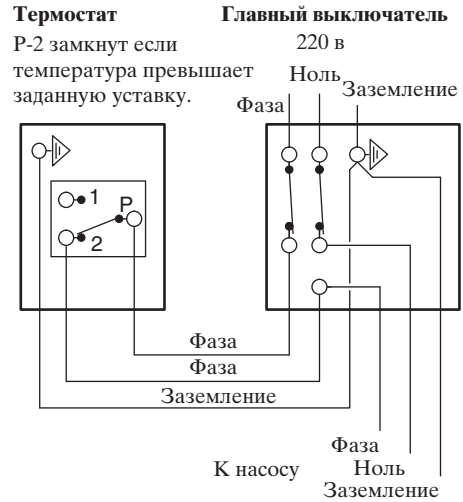 Термостат
Главный выключатель
Р-2 замкнут если
температура превышает
заданную уставку.
220 в
Ноль
Заземление
Фаза
1
P
2
Фаза
Фаза
Заземление
Фаза
К насосу
Ноль
Заземление